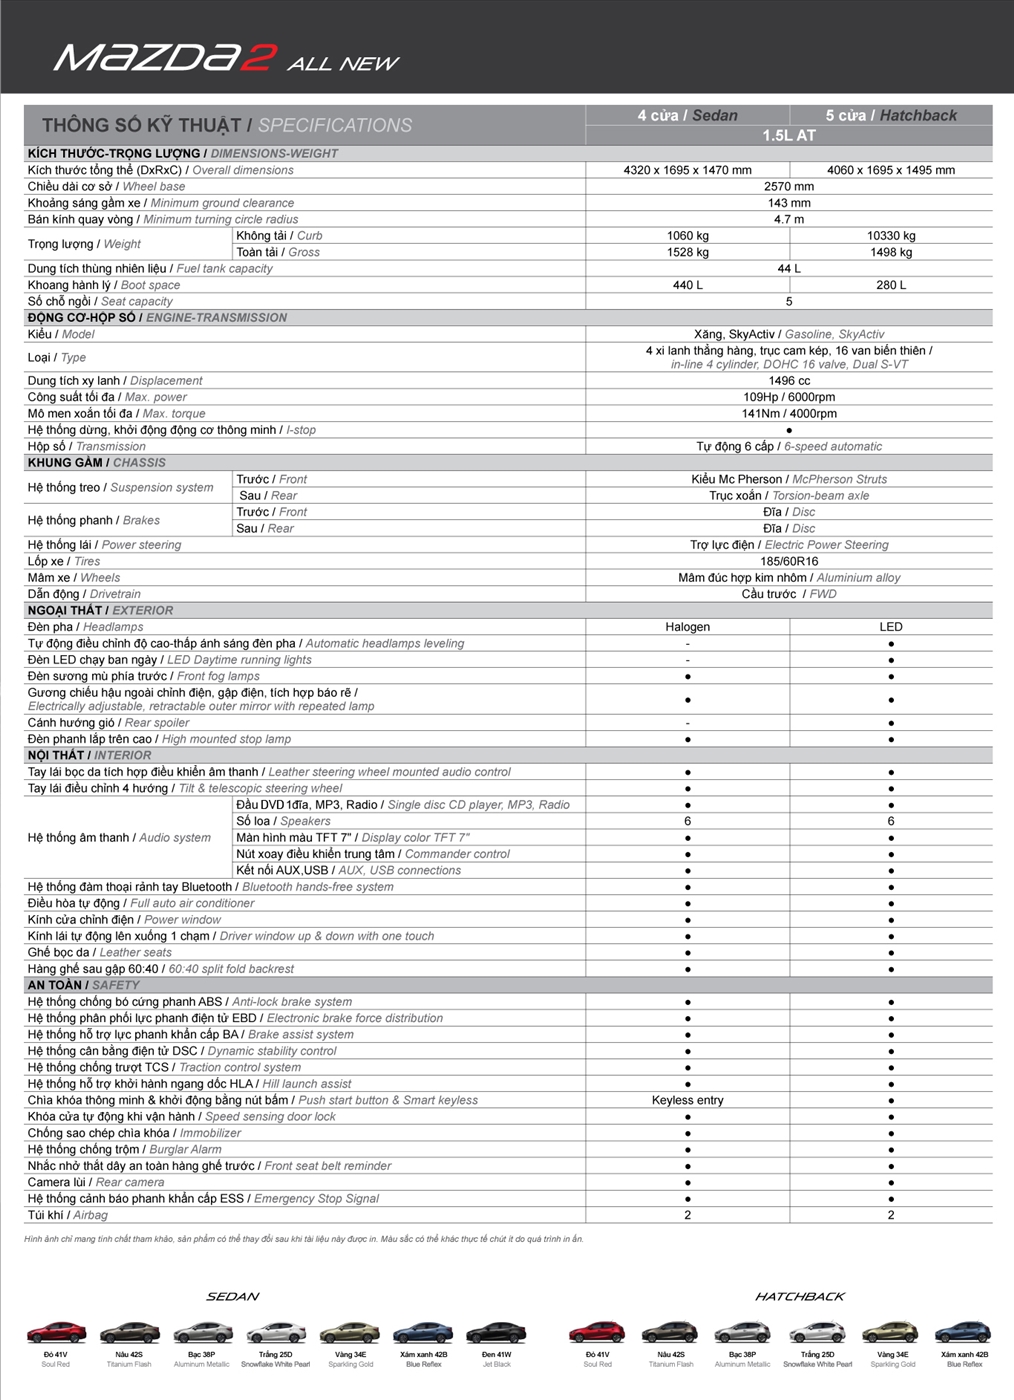 mazda2 ALL NEW
THÔNG SỐ KỸ THUẬT / SPECIFICATIONS
4 cửa / Sedan 5 cửa / Hatchback
1.5L AT
KÍCH THƯỚC-TRỌNG LƯỢNG / DIMENSIONS-WEIGHT
Kích thước tổng thể (DxRxC) / Overall dimensions 4320 x 1695 x 1470 mm 4060 x 1695 x 1495 mm
Chiều dài cơ sở / Wheel base 2570 mm
Khoảng sáng gầm xe / Minimum ground clearance 143 mm
Bán kính quay vòng / Minimum turning circle radius 4.7 m
Trọng lượng / Weight
Không tải / Curb 1060 kg 10330 kg
Toàn tải / Gross 1528 kg 1498 kg
Dung tích thùng nhiên liệu / Fuel tank capacity 44 L
Khoang hành lý / Boot space 440 L 280 L
Số chỗ ngồi / Seat capacity 5
ĐỘNG CƠ-HỘP SỐ / ENGINE-TRANSMISSION
Kiểu / Model Xăng, SkyActiv / Gasoline, SkyActiv
Loại / Type 4 xi lanh thẳng hàng, trục cam kép, 16 van biến thiên /
in-line 4 cylinder, DOHC 16 valve, Dual S-VT
Dung tích xy lanh / Displacement 1496 cc
Công suất tối đa / Max. power 109Hp / 6000rpm
Mô men xoắn tối đa / Max. torque 141Nm / 4000rpm
Hệ thống dừng, khởi động động cơ thông minh / I-stop ●
Hộp số / Transmission Tự động 6 cấp / 6-speed automatic
KHUNG GẦM / CHASSIS
Hệ thống treo / Suspension system
Trước / Front Kiểu Mc Pherson / McPherson Struts
Sau / Rear Trục xoắn / Torsion-beam axle
Hệ thống phanh / Brakes
Trước / Front Đĩa / Disc
Sau / Rear Đĩa / Disc
Hệ thống lái / Power steering Trợ lực điện / Electric Power Steering
Lốp xe / Tires 185/60R16
Mâm xe / Wheels Mâm đúc hợp kim nhôm / Aluminium alloy
Dẫn động / Drivetrain Cầu trước / FWD
NGOẠI THẤT / EXTERIOR
Đèn pha / Headlamps Halogen LED
Tự động điều chỉnh độ cao-thấp ánh sáng đèn pha / Automatic headlamps leveling - ●
Đèn LED chạy ban ngày / LED Daytime running lights - ●
Đèn sương mù phía trước / Front fog lamps ● ●
Gương chiếu hậu ngoài chỉnh điện, gập điện, tích hợp báo rẽ /
Electrically adjustable, retractable outer mirror with repeated lamp ● ●
Cánh hướng gió / Rear spoiler - ●
Đèn phanh lắp trên cao / High mounted stop lamp ● ●
NỘI THẤT / INTERIOR
Tay lái bọc da tích hợp điều khiển âm thanh / Leather steering wheel mounted audio control ● ●
Tay lái điều chỉnh 4 hướng / Tilt & telescopic steering wheel ● ●
Hệ thống âm thanh / Audio system
Đầu DVD 1đĩa, MP3, Radio / Single disc CD player, MP3, Radio ● ●
Số loa / Speakers 6 6
Màn hình màu TFT 7" / Display color TFT 7" ● ●
Nút xoay điều khiển trung tâm / Commander control ● ●
Kết nối AUX,USB / AUX, USB connections ● ●
Hệ thống đàm thoại rảnh tay Bluetooth / Bluetooth hands-free system ● ●
Điều hòa tự động / Full auto air conditioner ● ●
Kính cửa chỉnh điện / Power window ● ●
Kính lái tự động lên xuống 1 chạm / Driver window up & down with one touch ● ●
Ghế bọc da / Leather seats ● ●
Hàng ghế sau gập 60:40 / 60:40 split fold backrest ● ●
AN TOÀN / SAFETY
Hệ thống chống bó cứng phanh ABS / Anti-lock brake system ● ●
Hệ thống phân phối lực phanh điện tử EBD / Electronic brake force distribution ● ●
Hệ thống hỗ trợ lực phanh khẩn cấp BA / Brake assist system ● ●
Hệ thống cân bằng điện tử DSC / Dynamic stability control ● ●
Hệ thống chống trượt TCS / Traction control system ● ●
Hệ thống hỗ trợ khởi hành ngang dốc HLA / Hill launch assist ● ●
Chìa khóa thông minh & khởi động bằng nút bấm / Push start button & Smart keyless Keyless entry ●
Khóa cửa tự động khi vận hành / Speed sensing door lock ● ●
Chống sao chép chìa khóa / Immobilizer ● ●
Hệ thống chống trộm / Burglar Alarm ● ●
Nhắc nhở thắt dây an toàn hàng ghế trước / Front seat belt reminder ● ●
Camera lùi / Rear camera ● ●
Hệ thống cảnh báo phanh khẩn cấp ESS / Emergency Stop Signal ● ●
Túi khí / Airbag 2 2
Hình ảnh chỉ mang tính chất tham khảo, sản phẩm có thể thay đổi sau khi tài liệu này được in. Màu sắc có thể khác thực tế chút ít do quá trình in ấn.
SEDAN HATCHBACK
Đỏ 41V Nâu 42S Bạc 38P Trắng 25D Vàng 34E Xám xanh 42B Đen 41W Đỏ 41V Nâu 42S Bạc 38P Trắng 25D Vàng 34E Xám xanh 42B
Soul Red Titanium Flash Aluminum Metallic Snowflake White Pearl Sparkling Gold Blue Reflex Jet Black Soul Red Titanium Flash Aluminum Metallic Snowflake White Pearl Sparkling Gold Blue Reflex